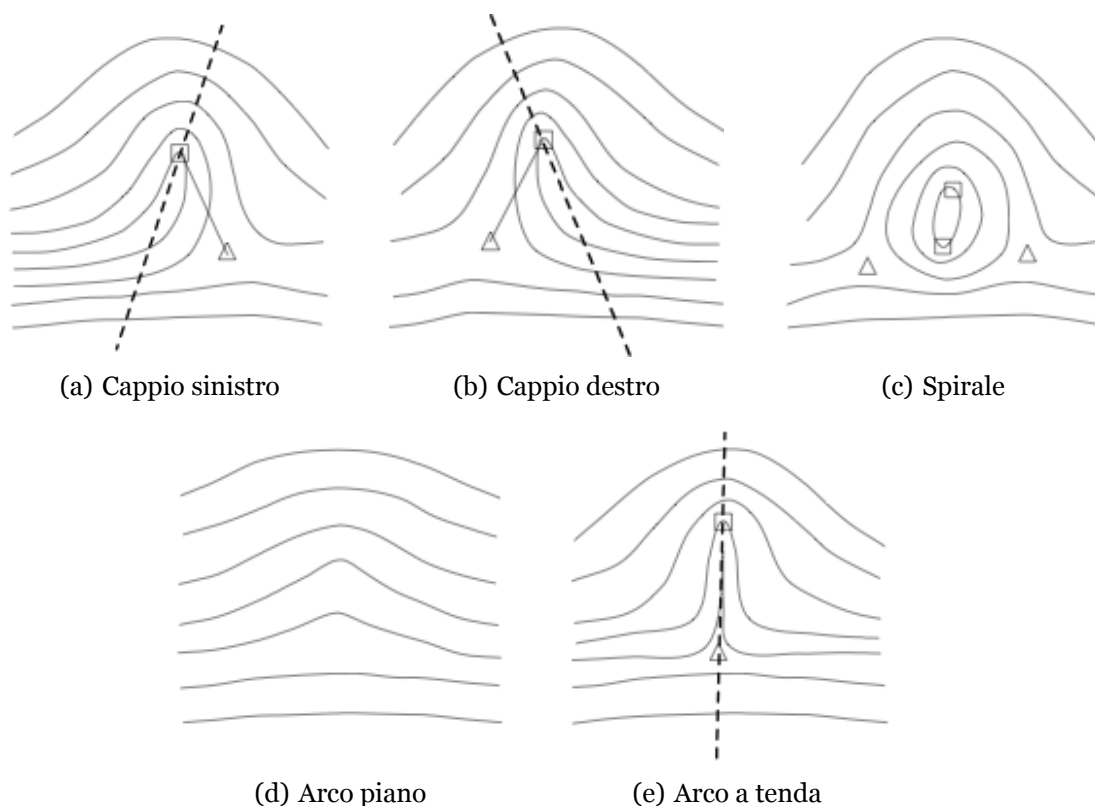 (a) Cappio sinistro
(b) Cappio destro
(c) Spirale
(d) Arco piano
(e) Arco a tenda